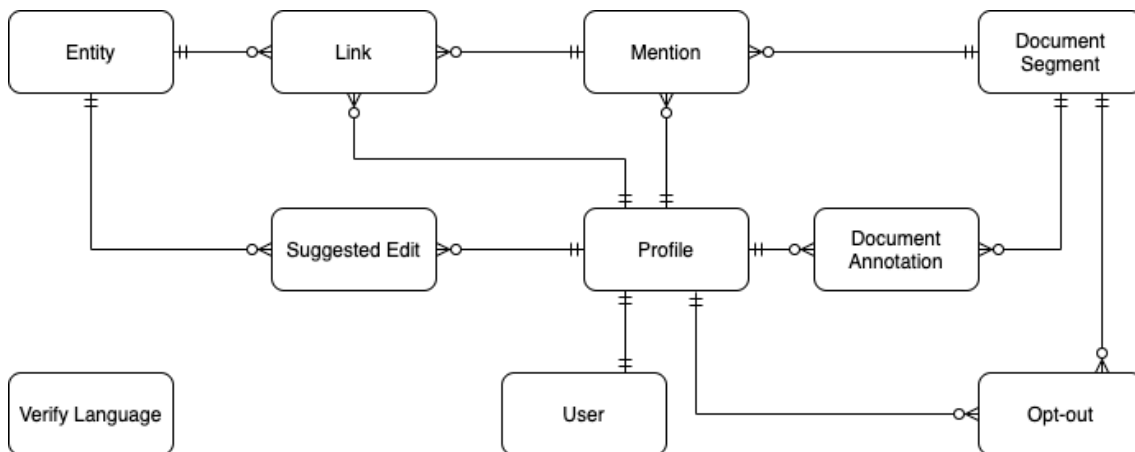 Entity
Link
Mention
Document
Segment
Suggested Edit
Profile
Document
Annotation
Verify Language
User
Opt-out